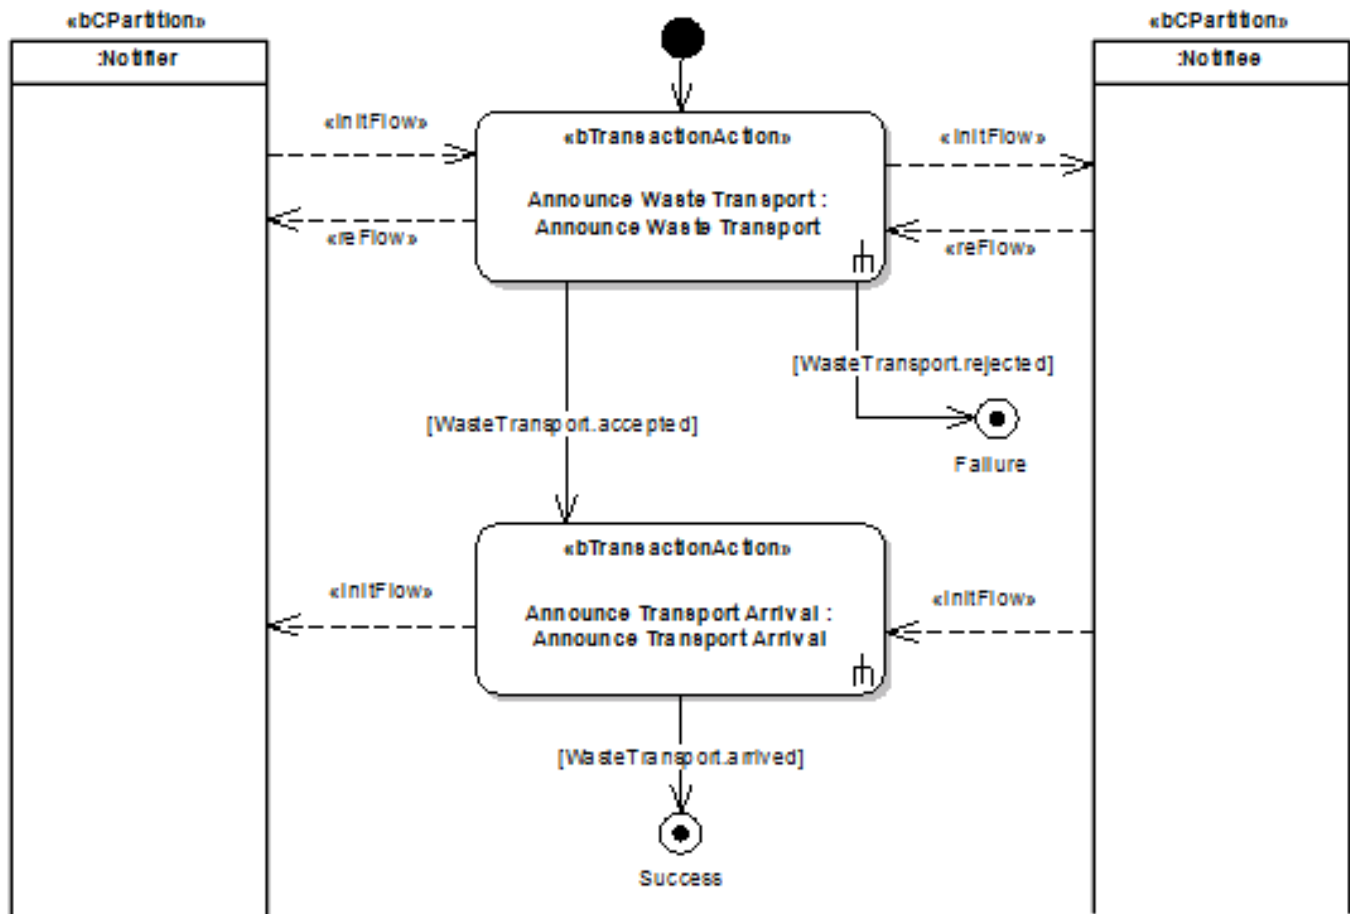 «bCPartition»
:Notifier
«bCPartition»
:Notifiee
«initFlow»
«reFlow»
«bTransactionAction»
Announce Waste Transport :
Announce Waste Transport
«initFlow»
«reFlow»
[WasteTransport.rejected]
Failure
[WasteTransport.accepted]
«bTransactionAction»
Announce Transport Arrival :
Announce Transport Arrival
«initFlow»
«initFlow»
[WasteTransport.arrived]
Success